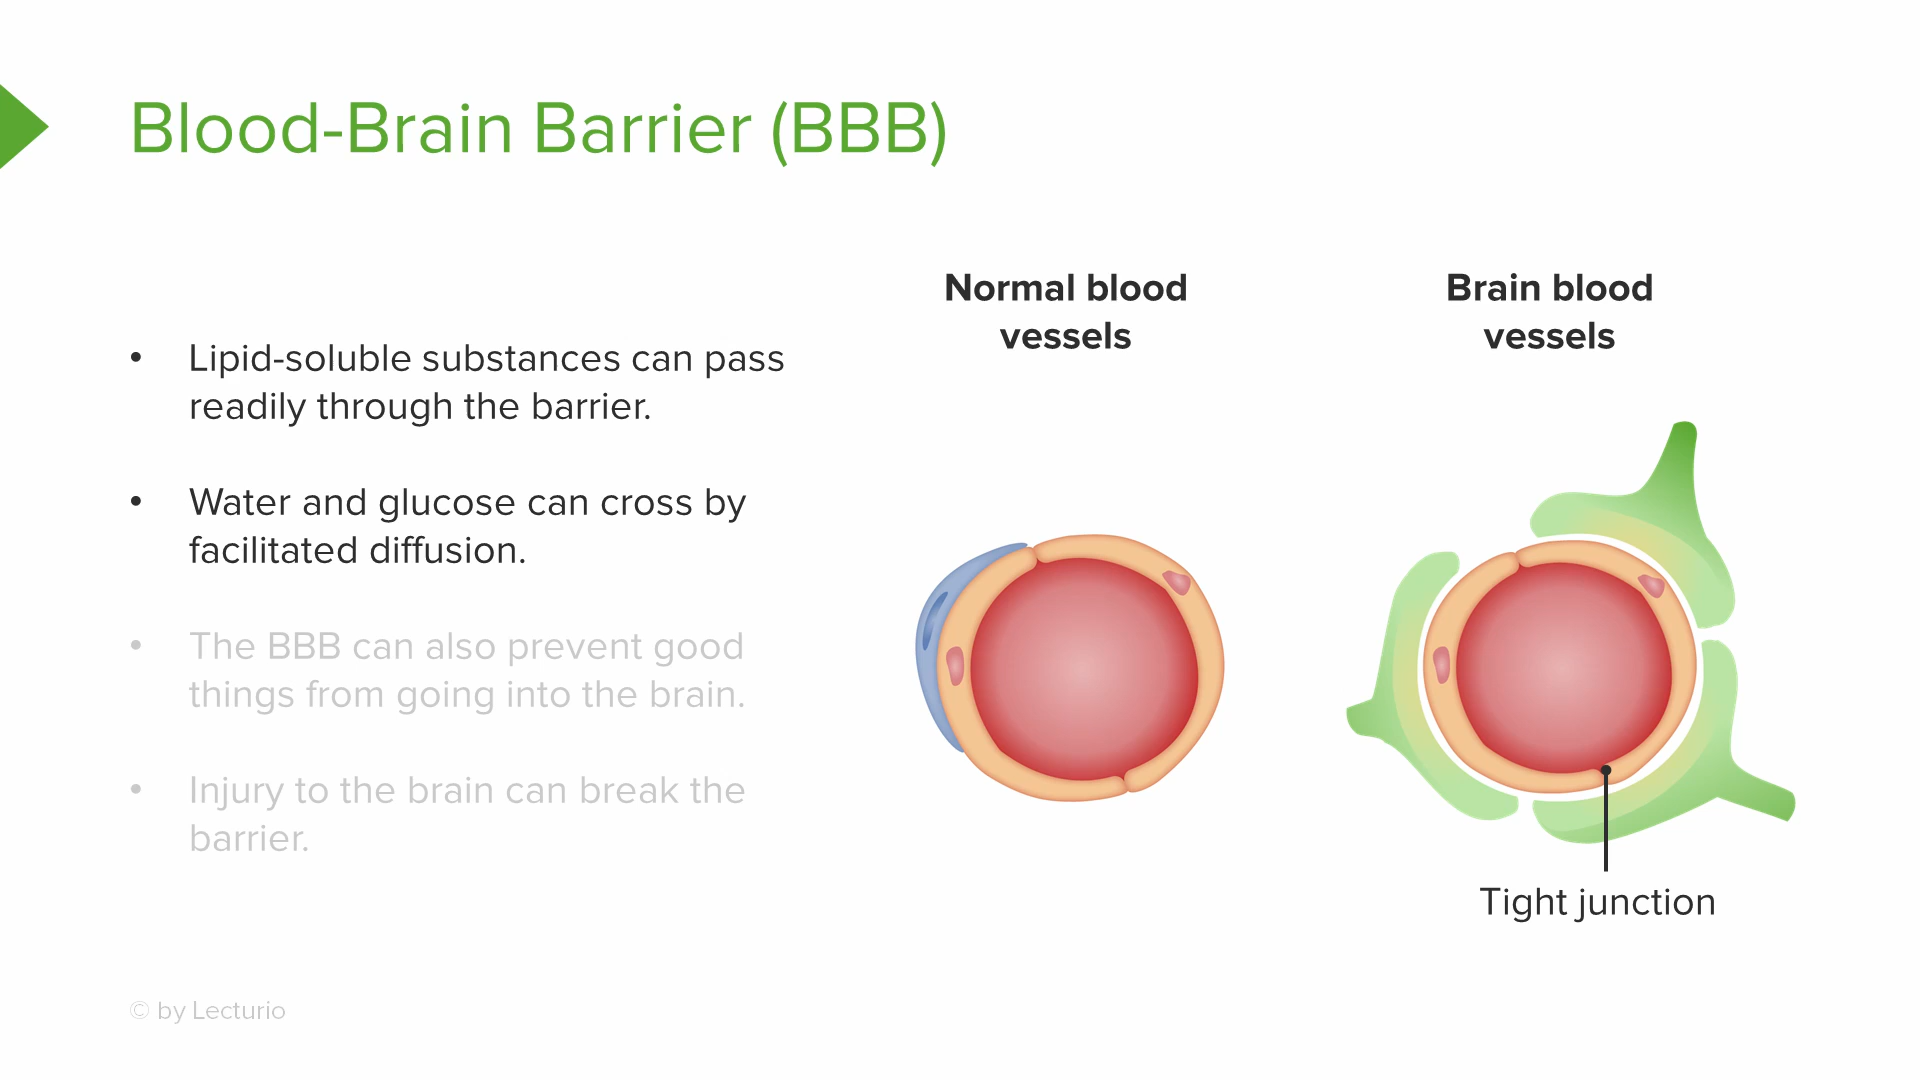 Blood-Brain Barrier (BBB)
• Lipid-soluble substances can pass
readily through the barrier.
• Water and glucose can cross by
facilitated diffusion.
• The BBB can also prevent good
things from going into the brain.
• Injury to the brain can break the
barrier.
Normal blood
vessels
Brain blood
vessels
Tight junction
© by Lecturio